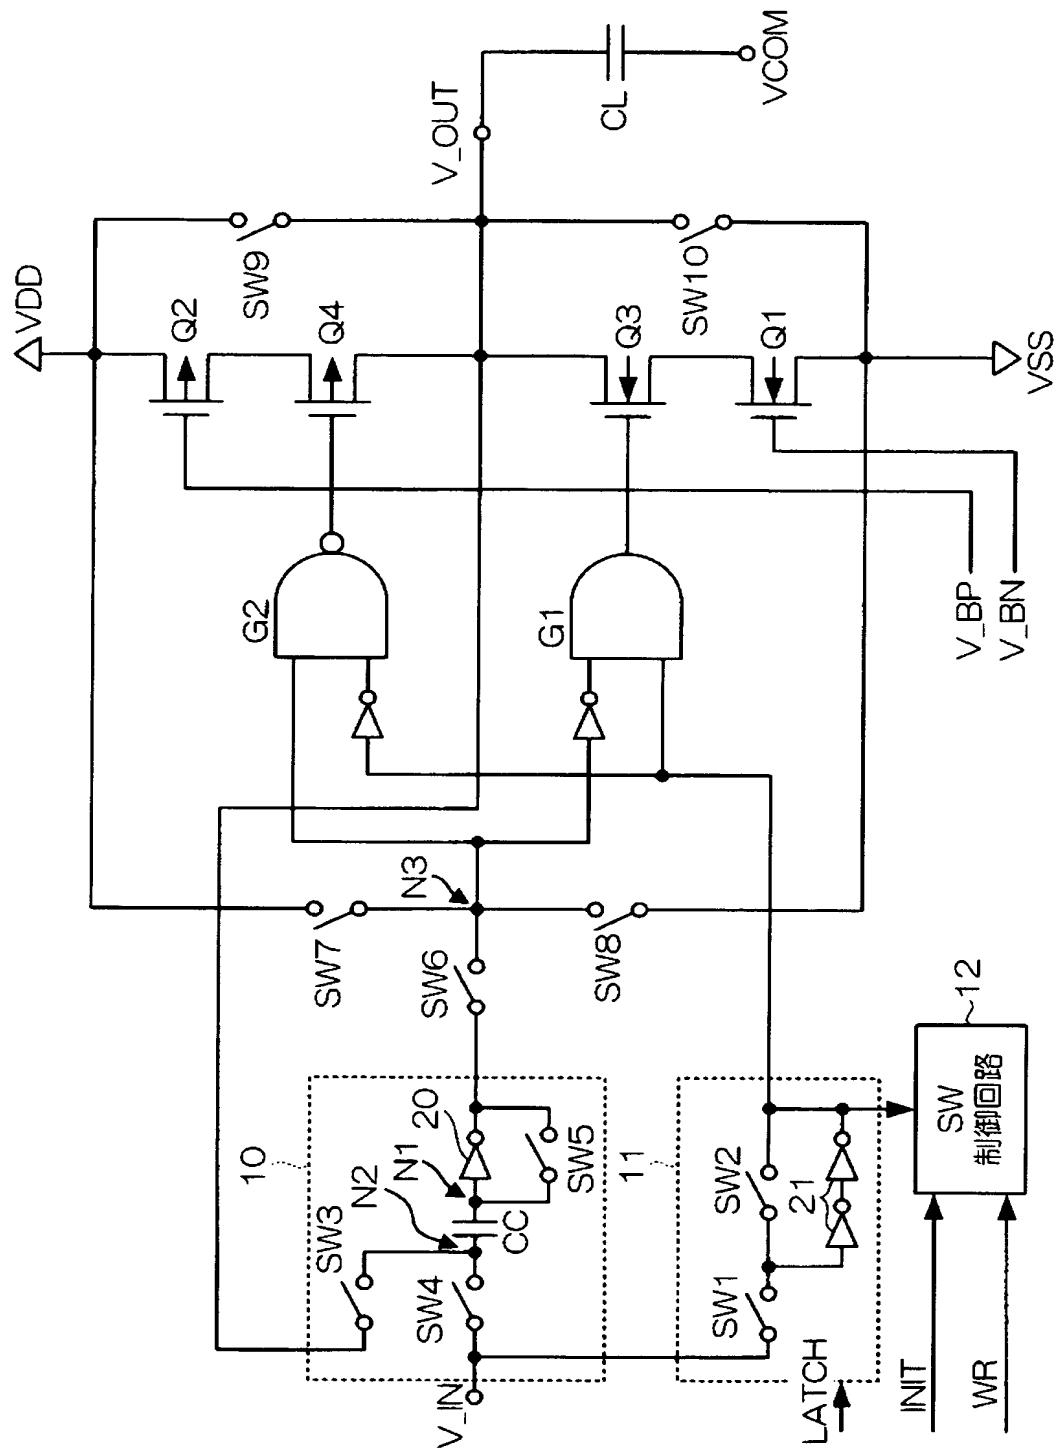 VDD
Q2
SW9
Q4
V_OUT
CL
VCOM
SW10
Q3
Q1
VSS
G2
G1
V_BP
V_BN
N3
SW7
SW6
SW8
10
SW3
N2
N1
20
SW4
CC
SW5
V_IN
11
SW1
SW2
21
LATCH
12
SW
制御回路
INIT
WR